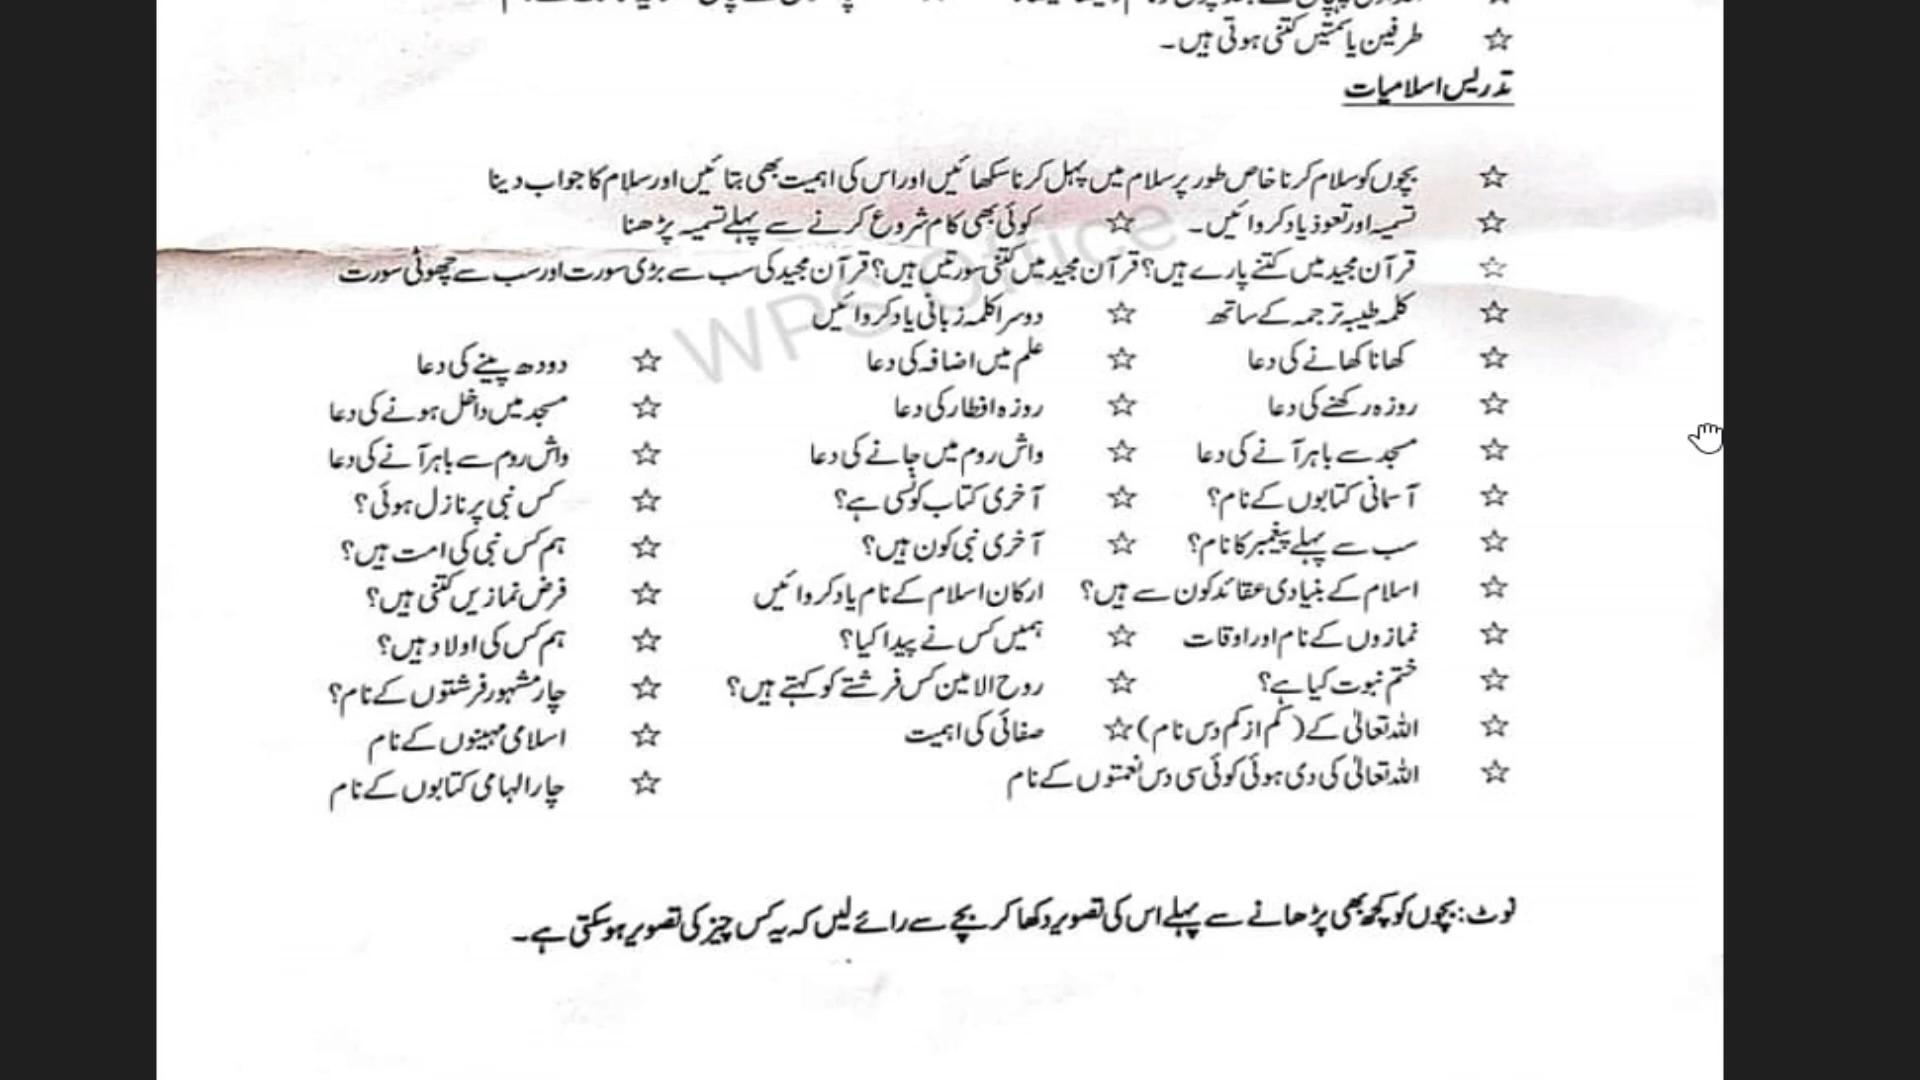 ☆ طرفین یا سمتیں کتنی ہوتی ہیں۔
تدریس اسلامیات
☆ بچوں کو سلام کرنا خاص طور پر سلام میں پہل کرنا سکھائیں اور اس کی اہمیت بھی بتائیں اور سلام کا جواب دینا
☆ تسمیہ اور تعوذ یاد کروائیں۔ ☆ کوئی بھی کام شروع کرنے سے پہلے تسمیہ پڑھنا
☆ قرآن مجید میں کتنے پارے ہیں؟ قرآن مجید میں کتنی سورتیں ہیں؟ قرآن مجید کی سب سے بڑی سورت اور سب سے چھوٹی سورت
☆ کلمہ طیبہ ترجمہ کے ساتھ ☆ دوسرا کلمہ زبانی یاد کروائیں
☆ کھانا کھانے کی دعا ☆ علم میں اضافہ کی دعا ☆ دودھ پینے کی دعا
☆ روزہ رکھنے کی دعا ☆ روزہ افطار کی دعا ☆ مسجد میں داخل ہونے کی دعا
☆ مسجد سے باہر آنے کی دعا ☆ واش روم میں جانے کی دعا ☆ واش روم سے باہر آنے کی دعا
☆ آسمانی کتابوں کے نام؟ ☆ آخری کتاب کونسی ہے؟ ☆ کس نبی پر نازل ہوئی؟
☆ سب سے پہلے پیغمبر کا نام؟ ☆ آخری نبی کون ہیں؟ ☆ ہم کس نبی کی امت ہیں؟
☆ اسلام کے بنیادی عقائد کون سے ہیں؟ ارکان اسلام کے نام یاد کروائیں ☆ فرض نمازیں کتنی ہیں؟
☆ نمازوں کے نام اور اوقات ☆ ہمیں کس نے پیدا کیا؟ ☆ ہم کس کی اولاد ہیں؟
☆ ختم نبوت کیا ہے؟ ☆ روح الامین کس فرشتے کو کہتے ہیں؟ ☆ چار مشہور فرشتوں کے نام؟
☆ اللہ تعالیٰ کے (کم از کم دس نام) ☆ صفائی کی اہمیت ☆ اسلامی مہینوں کے نام
☆ اللہ تعالیٰ کی دی ہوئی کوئی سی دس نعمتوں کے نام ☆ چار الہامی کتابوں کے نام
نوٹ: بچوں کو کچھ بھی پڑھانے سے پہلے اس کی تصویر دکھا کر بچے سے رائے لیں کہ یہ کس چیز کی تصویر ہو سکتی ہے۔
WPS Office